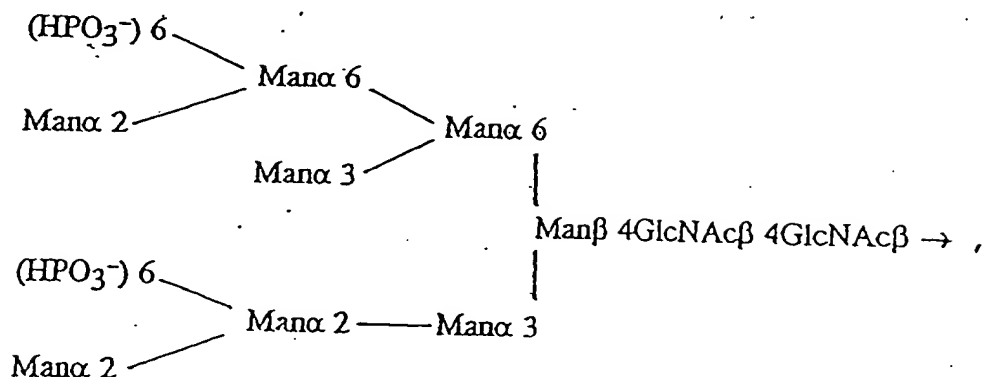 (HPO₃⁻) 6
Manα 6
Manα 2
Manα 6
Manα 3
Manβ 4GlcNAcβ 4GlcNAcβ → ,
(HPO₃⁻) 6
Manα 2 Manα 3
Manα 2